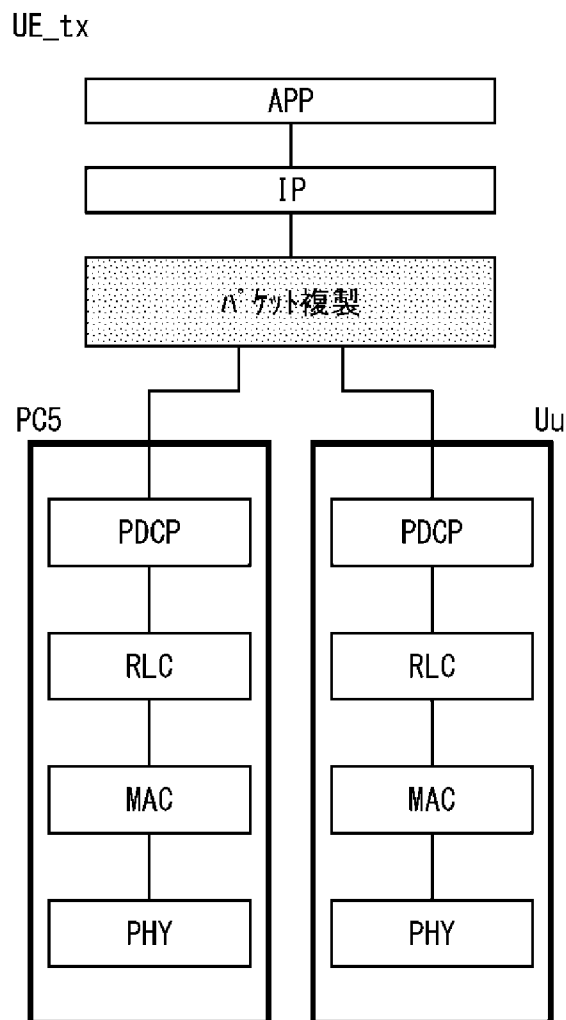 UE_tx
APP
IP
パケット複製
PC5
Uu
PDCP
PDCP
RLC
RLC
MAC
MAC
PHY
PHY